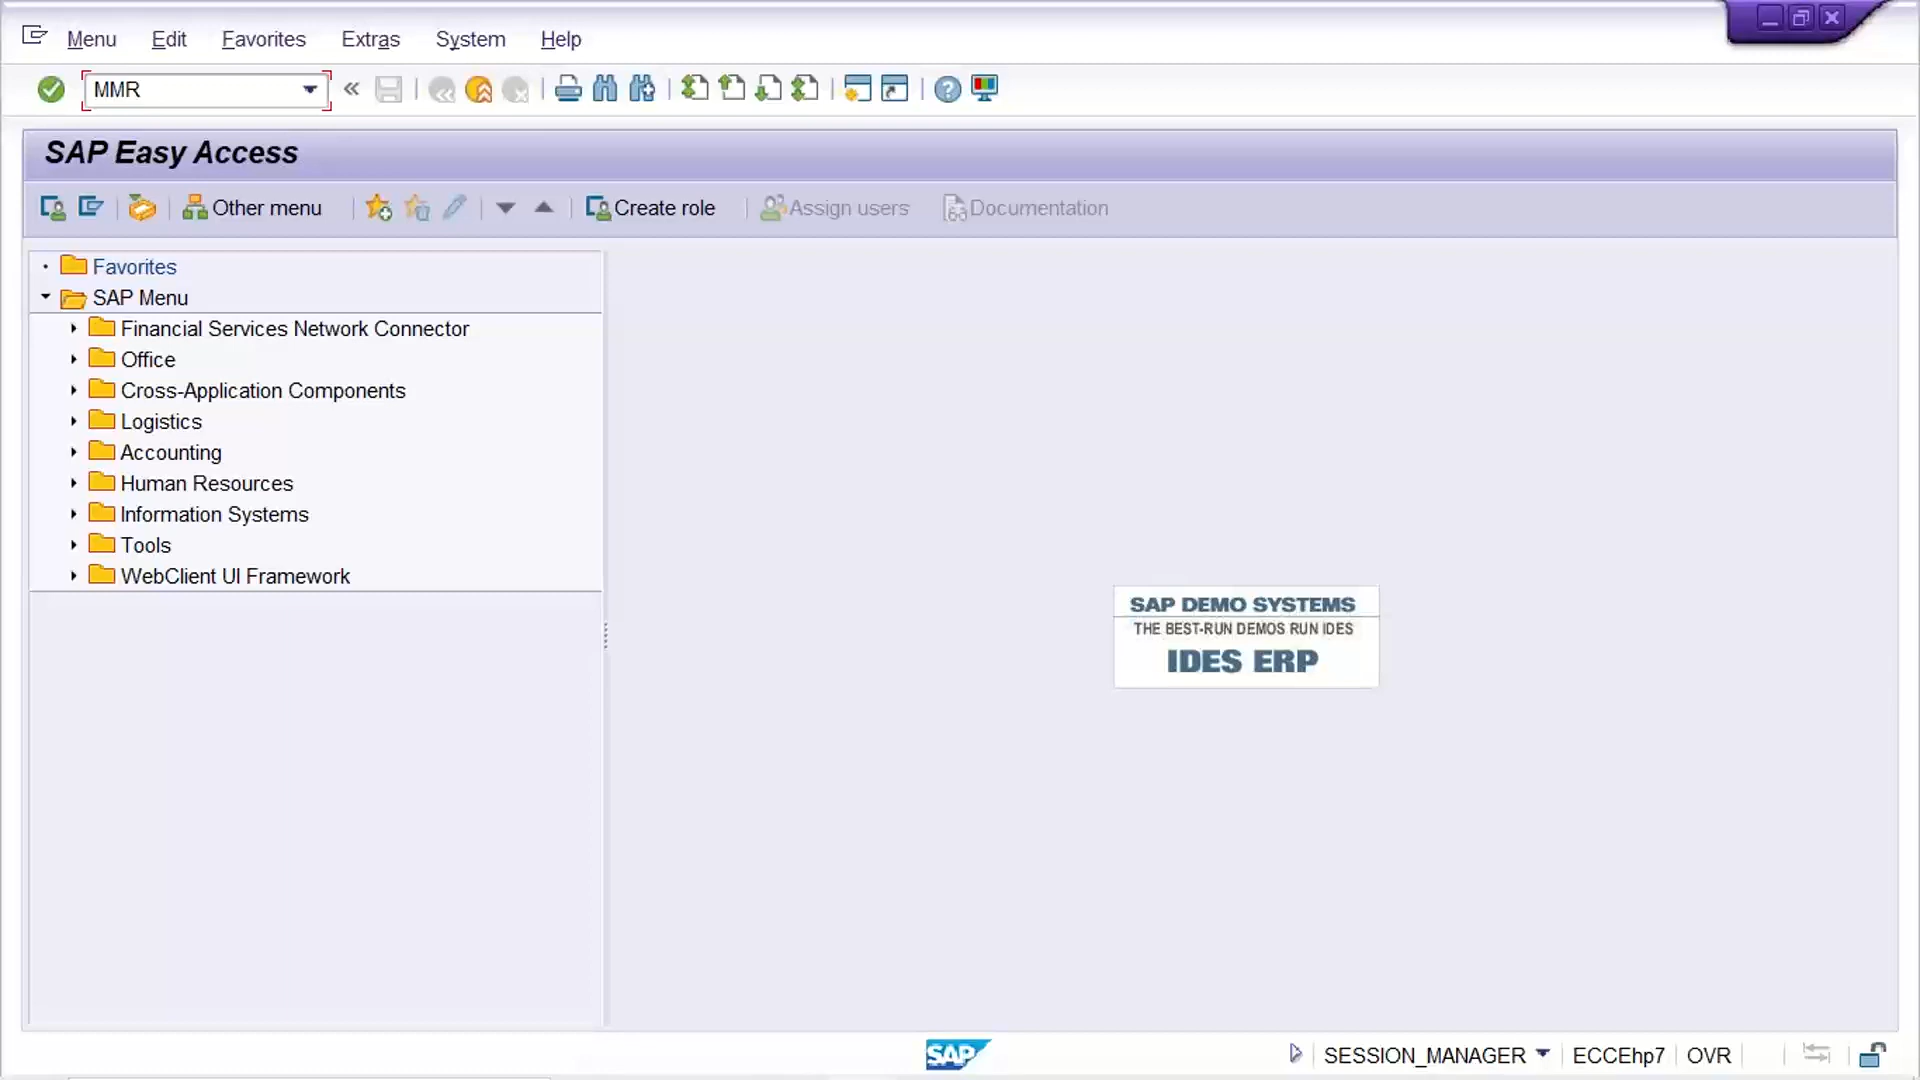 Menu Edit Favorites Extras System Help
MMR
SAP Easy Access
Other menu Create role Assign users Documentation
Favorites
SAP Menu
Financial Services Network Connector
Office
Cross-Application Components
Logistics
Accounting
Human Resources
Information Systems
Tools
WebClient UI Framework
SAP DEMO SYSTEMS
THE BEST-RUN DEMOS RUN IDES
IDES ERP
SAP SESSION_MANAGER ECCEhp7 OVR